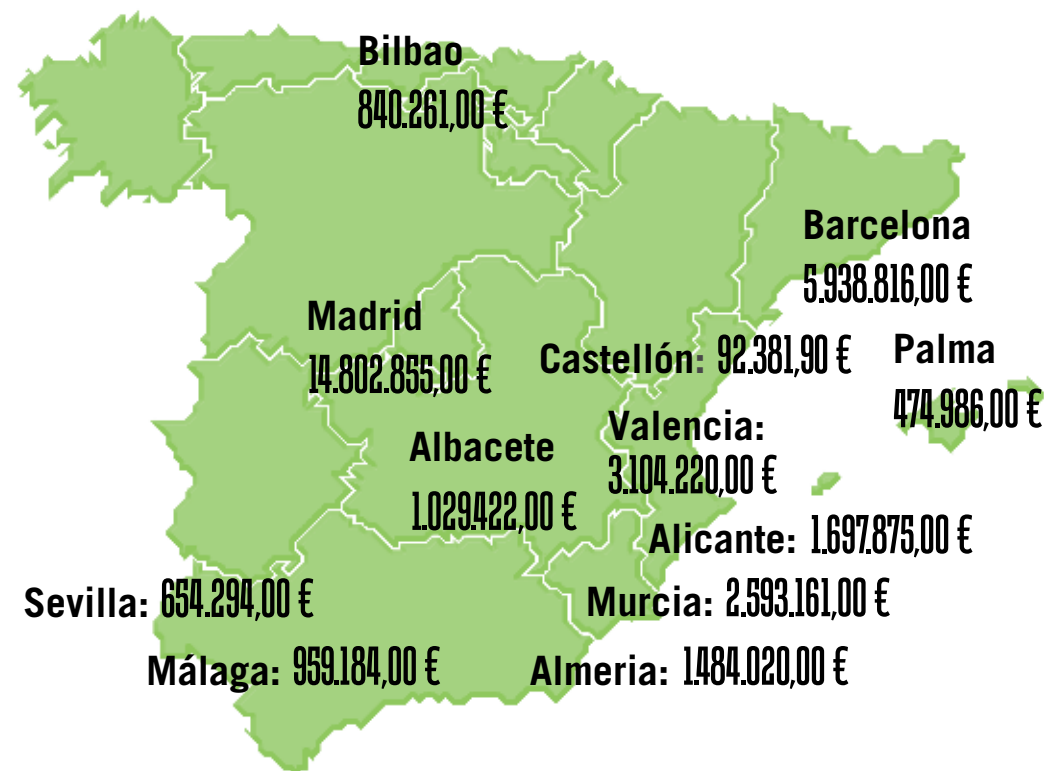 Bilbao
840.261,00 €
Barcelona
5.938.816,00 €
Madrid
14.802.855,00 €
Castellón: 92.381,90 €
Palma
474.986,00 €
Valencia:
3.104.220,00 €
Albacete
1.029.422,00 €
Alicante: 1.697.875,00 €
Sevilla: 654.294,00 €
Murcia: 2.593.161,00 €
Málaga: 959.184,00 €
Almeria: 1.484.020,00 €